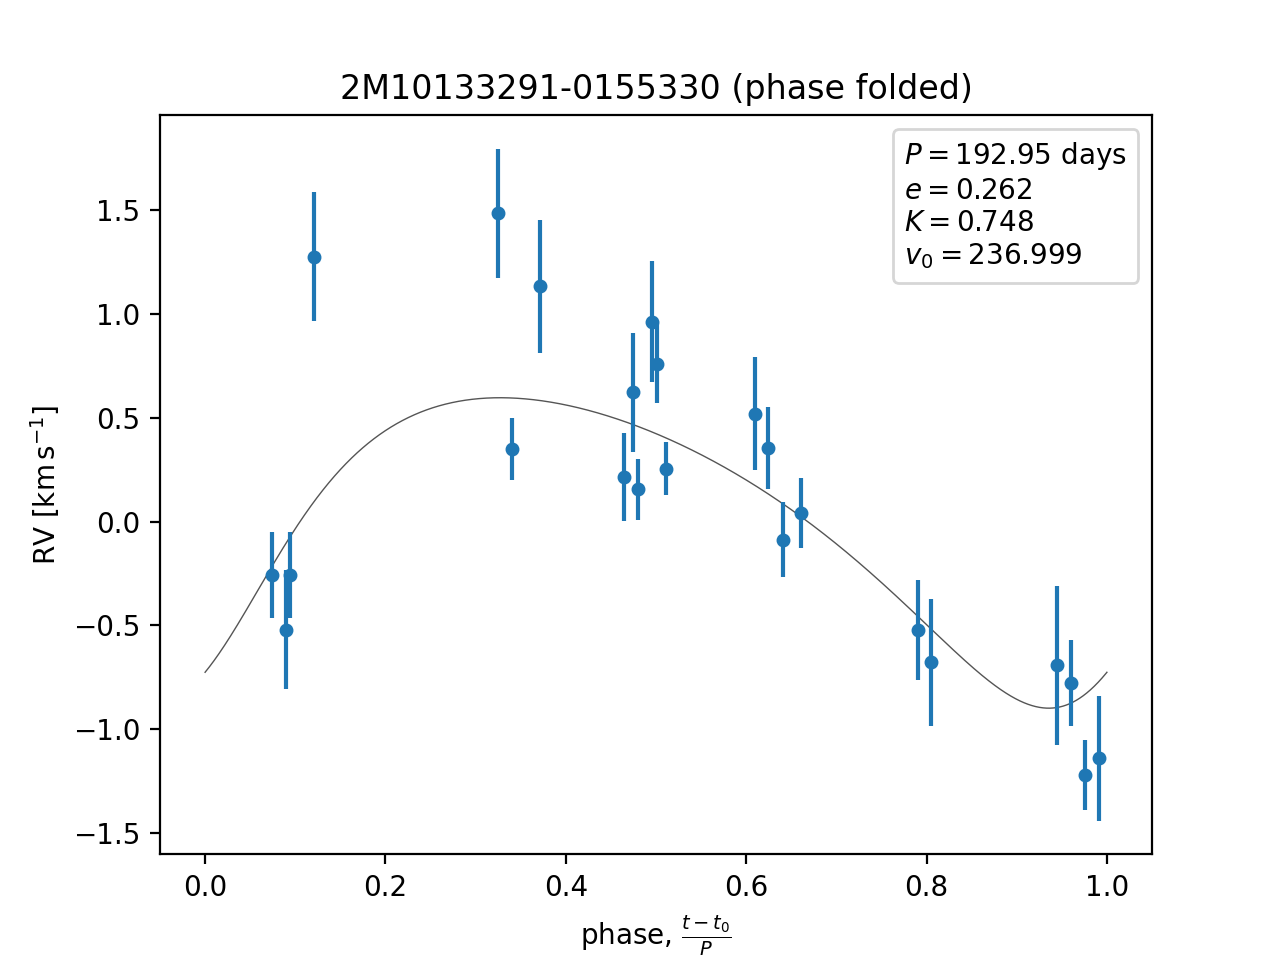 2M10133291-0155330 (phase folded)
P = 192.95 days
e = 0.262
K = 0.748
v₀ = 236.999
RV [km s⁻¹]
1.5
1.0
0.5
0.0
−0.5
−1.0
−1.5
0.0 0.2 0.4 0.6 0.8 1.0
phase, (t − t₀)/P